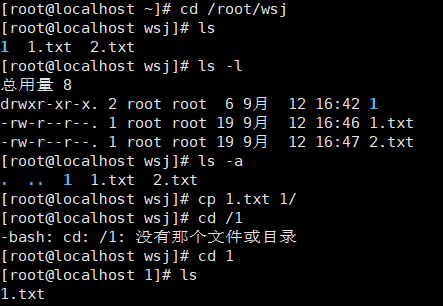 [root@localhost ~]# cd /root/wsj
[root@localhost wsj]# ls
1  1.txt  2.txt
[root@localhost wsj]# ls -l
总用量 8
drwxr-xr-x. 2 root root  6 9月  12 16:42 1
-rw-r--r--. 1 root root 19 9月  12 16:46 1.txt
-rw-r--r--. 1 root root 19 9月  12 16:47 2.txt
[root@localhost wsj]# ls -a
.  ..  1  1.txt  2.txt
[root@localhost wsj]# cp 1.txt 1/
[root@localhost wsj]# cd /1
-bash: cd: /1: 没有那个文件或目录
[root@localhost wsj]# cd 1
[root@localhost 1]# ls
1.txt